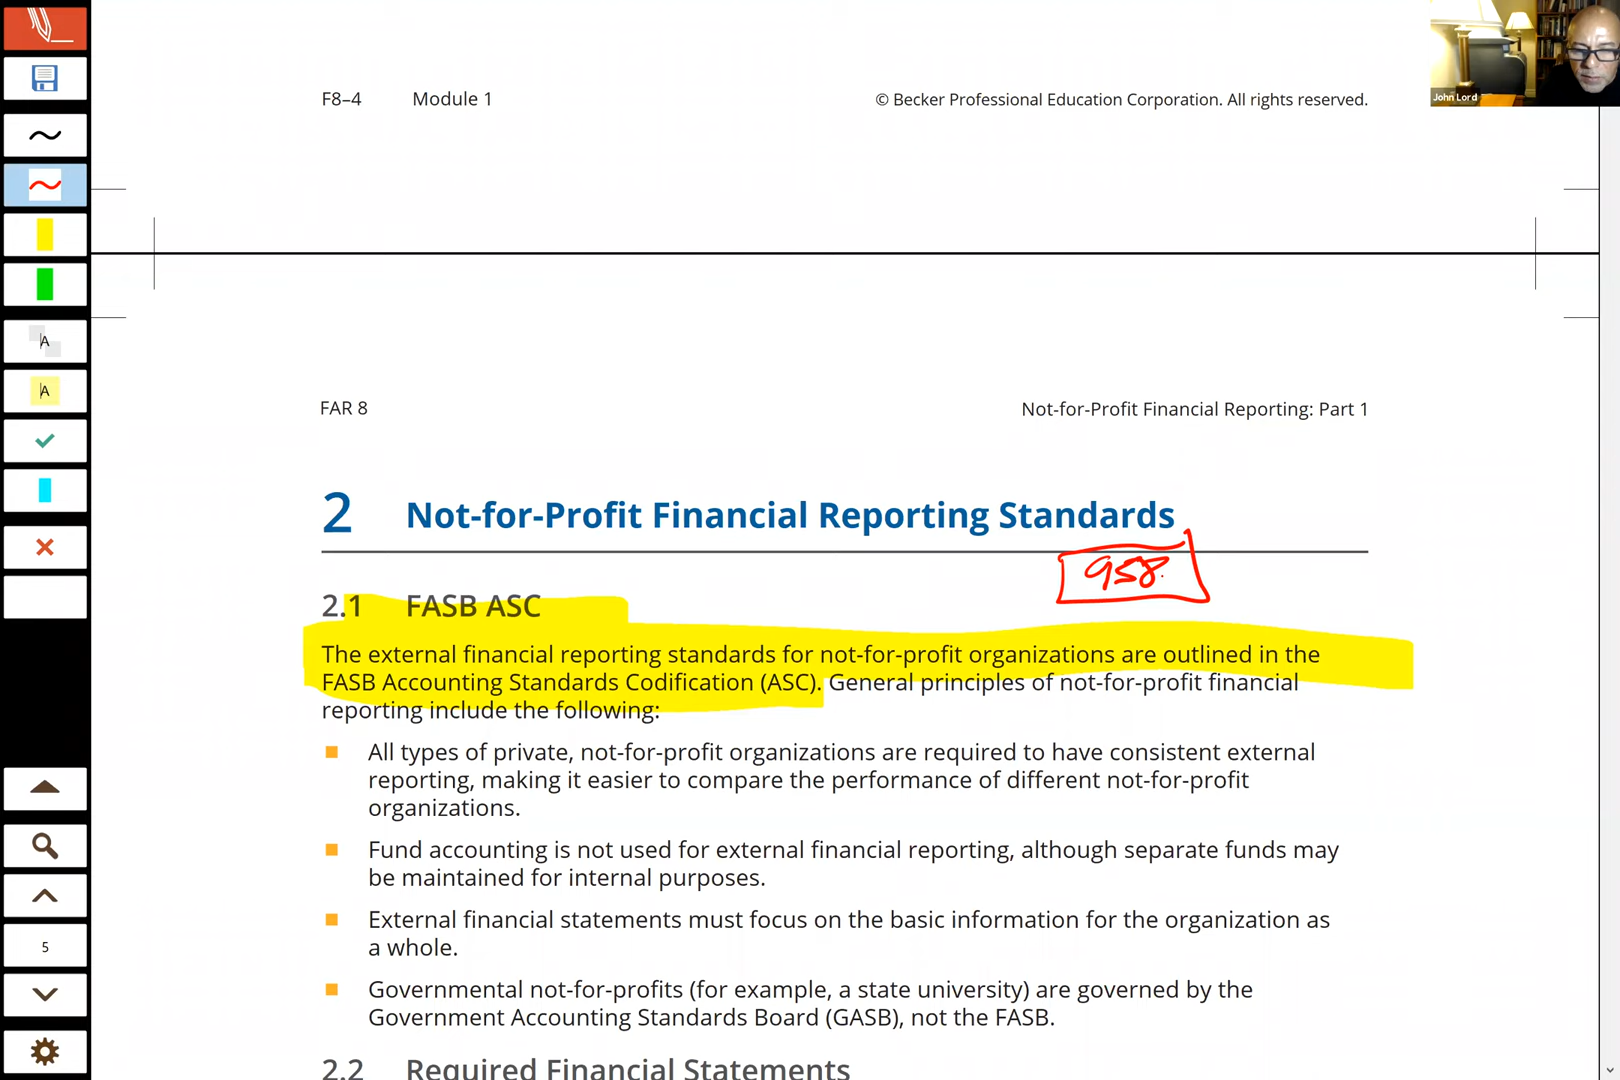 John Lord
F8–4 Module 1 © Becker Professional Education Corporation. All rights reserved.
FAR 8 Not-for-Profit Financial Reporting: Part 1
2 Not-for-Profit Financial Reporting Standards
958.
2.1 FASB ASC
The external financial reporting standards for not-for-profit organizations are outlined in the
FASB Accounting Standards Codification (ASC). General principles of not-for-profit financial
reporting include the following:
All types of private, not-for-profit organizations are required to have consistent external
reporting, making it easier to compare the performance of different not-for-profit
organizations.
Fund accounting is not used for external financial reporting, although separate funds may
be maintained for internal purposes.
External financial statements must focus on the basic information for the organization as
a whole.
Governmental not-for-profits (for example, a state university) are governed by the
Government Accounting Standards Board (GASB), not the FASB.
2.2 Required Financial Statements
A
A
5